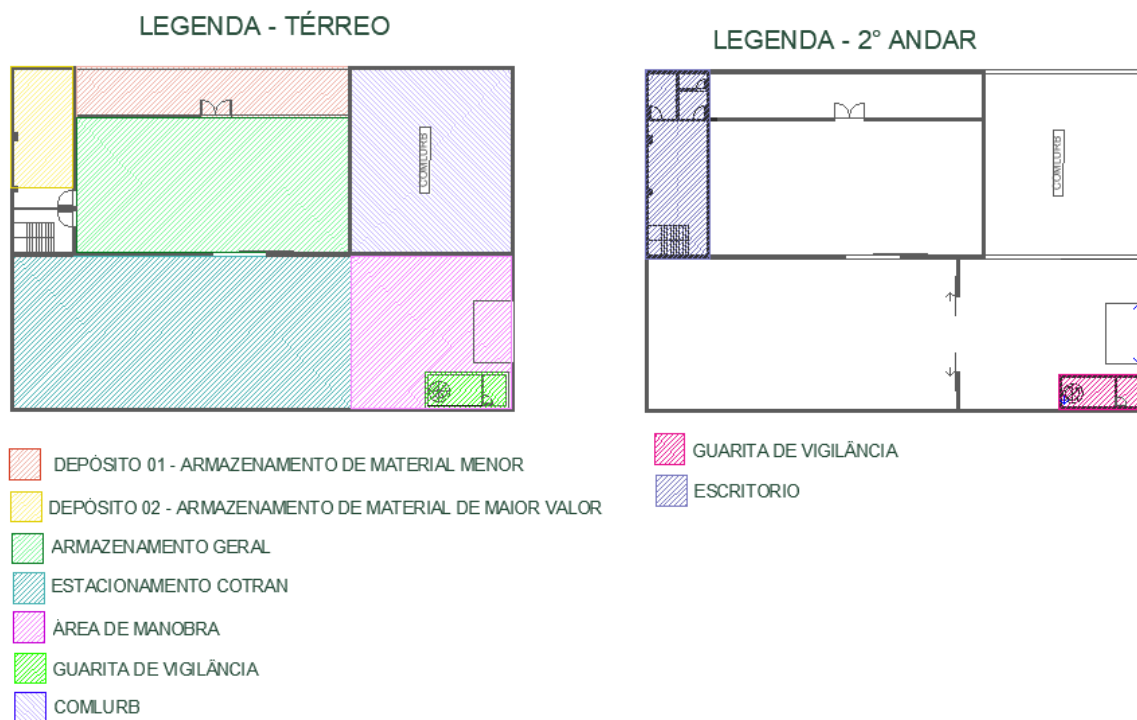 LEGENDA - TÉRREO
COMLURB
DEPÓSITO 01 - ARMAZENAMENTO DE MATERIAL MENOR
DEPÓSITO 02 - ARMAZENAMENTO DE MATERIAL DE MAIOR VALOR
ARMAZENAMENTO GERAL
ESTACIONAMENTO COTRAN
ÁREA DE MANOBRA
GUARITA DE VIGILÂNCIA
COMLURB
LEGENDA - 2° ANDAR
COMLURB
GUARITA DE VIGILÂNCIA
ESCRITORIO